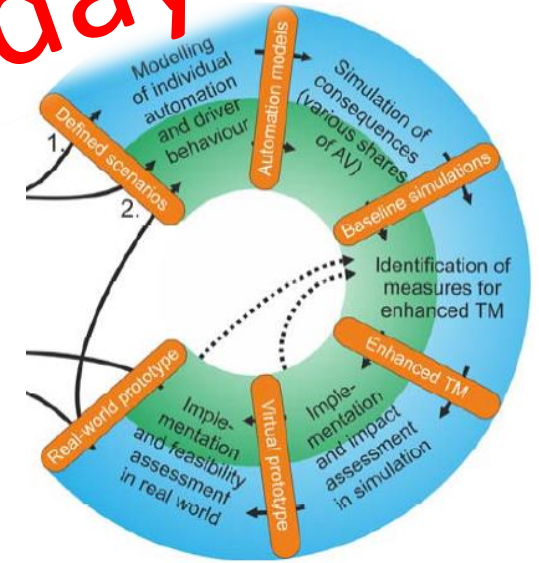 day
Modelling
of individual
automation
and driver
behaviour
Automation models
Simulation of
consequences
(various shares
of AV)
Defined scenarios
1.
2.
Baseline simulations
Identification of
measures for
enhanced TM
Enhanced TM
Imple-
mentation
and impact
assessment
in simulation
Virtual prototype
Imple-
mentation
and feasibility
assessment
in real world
Real-world prototype